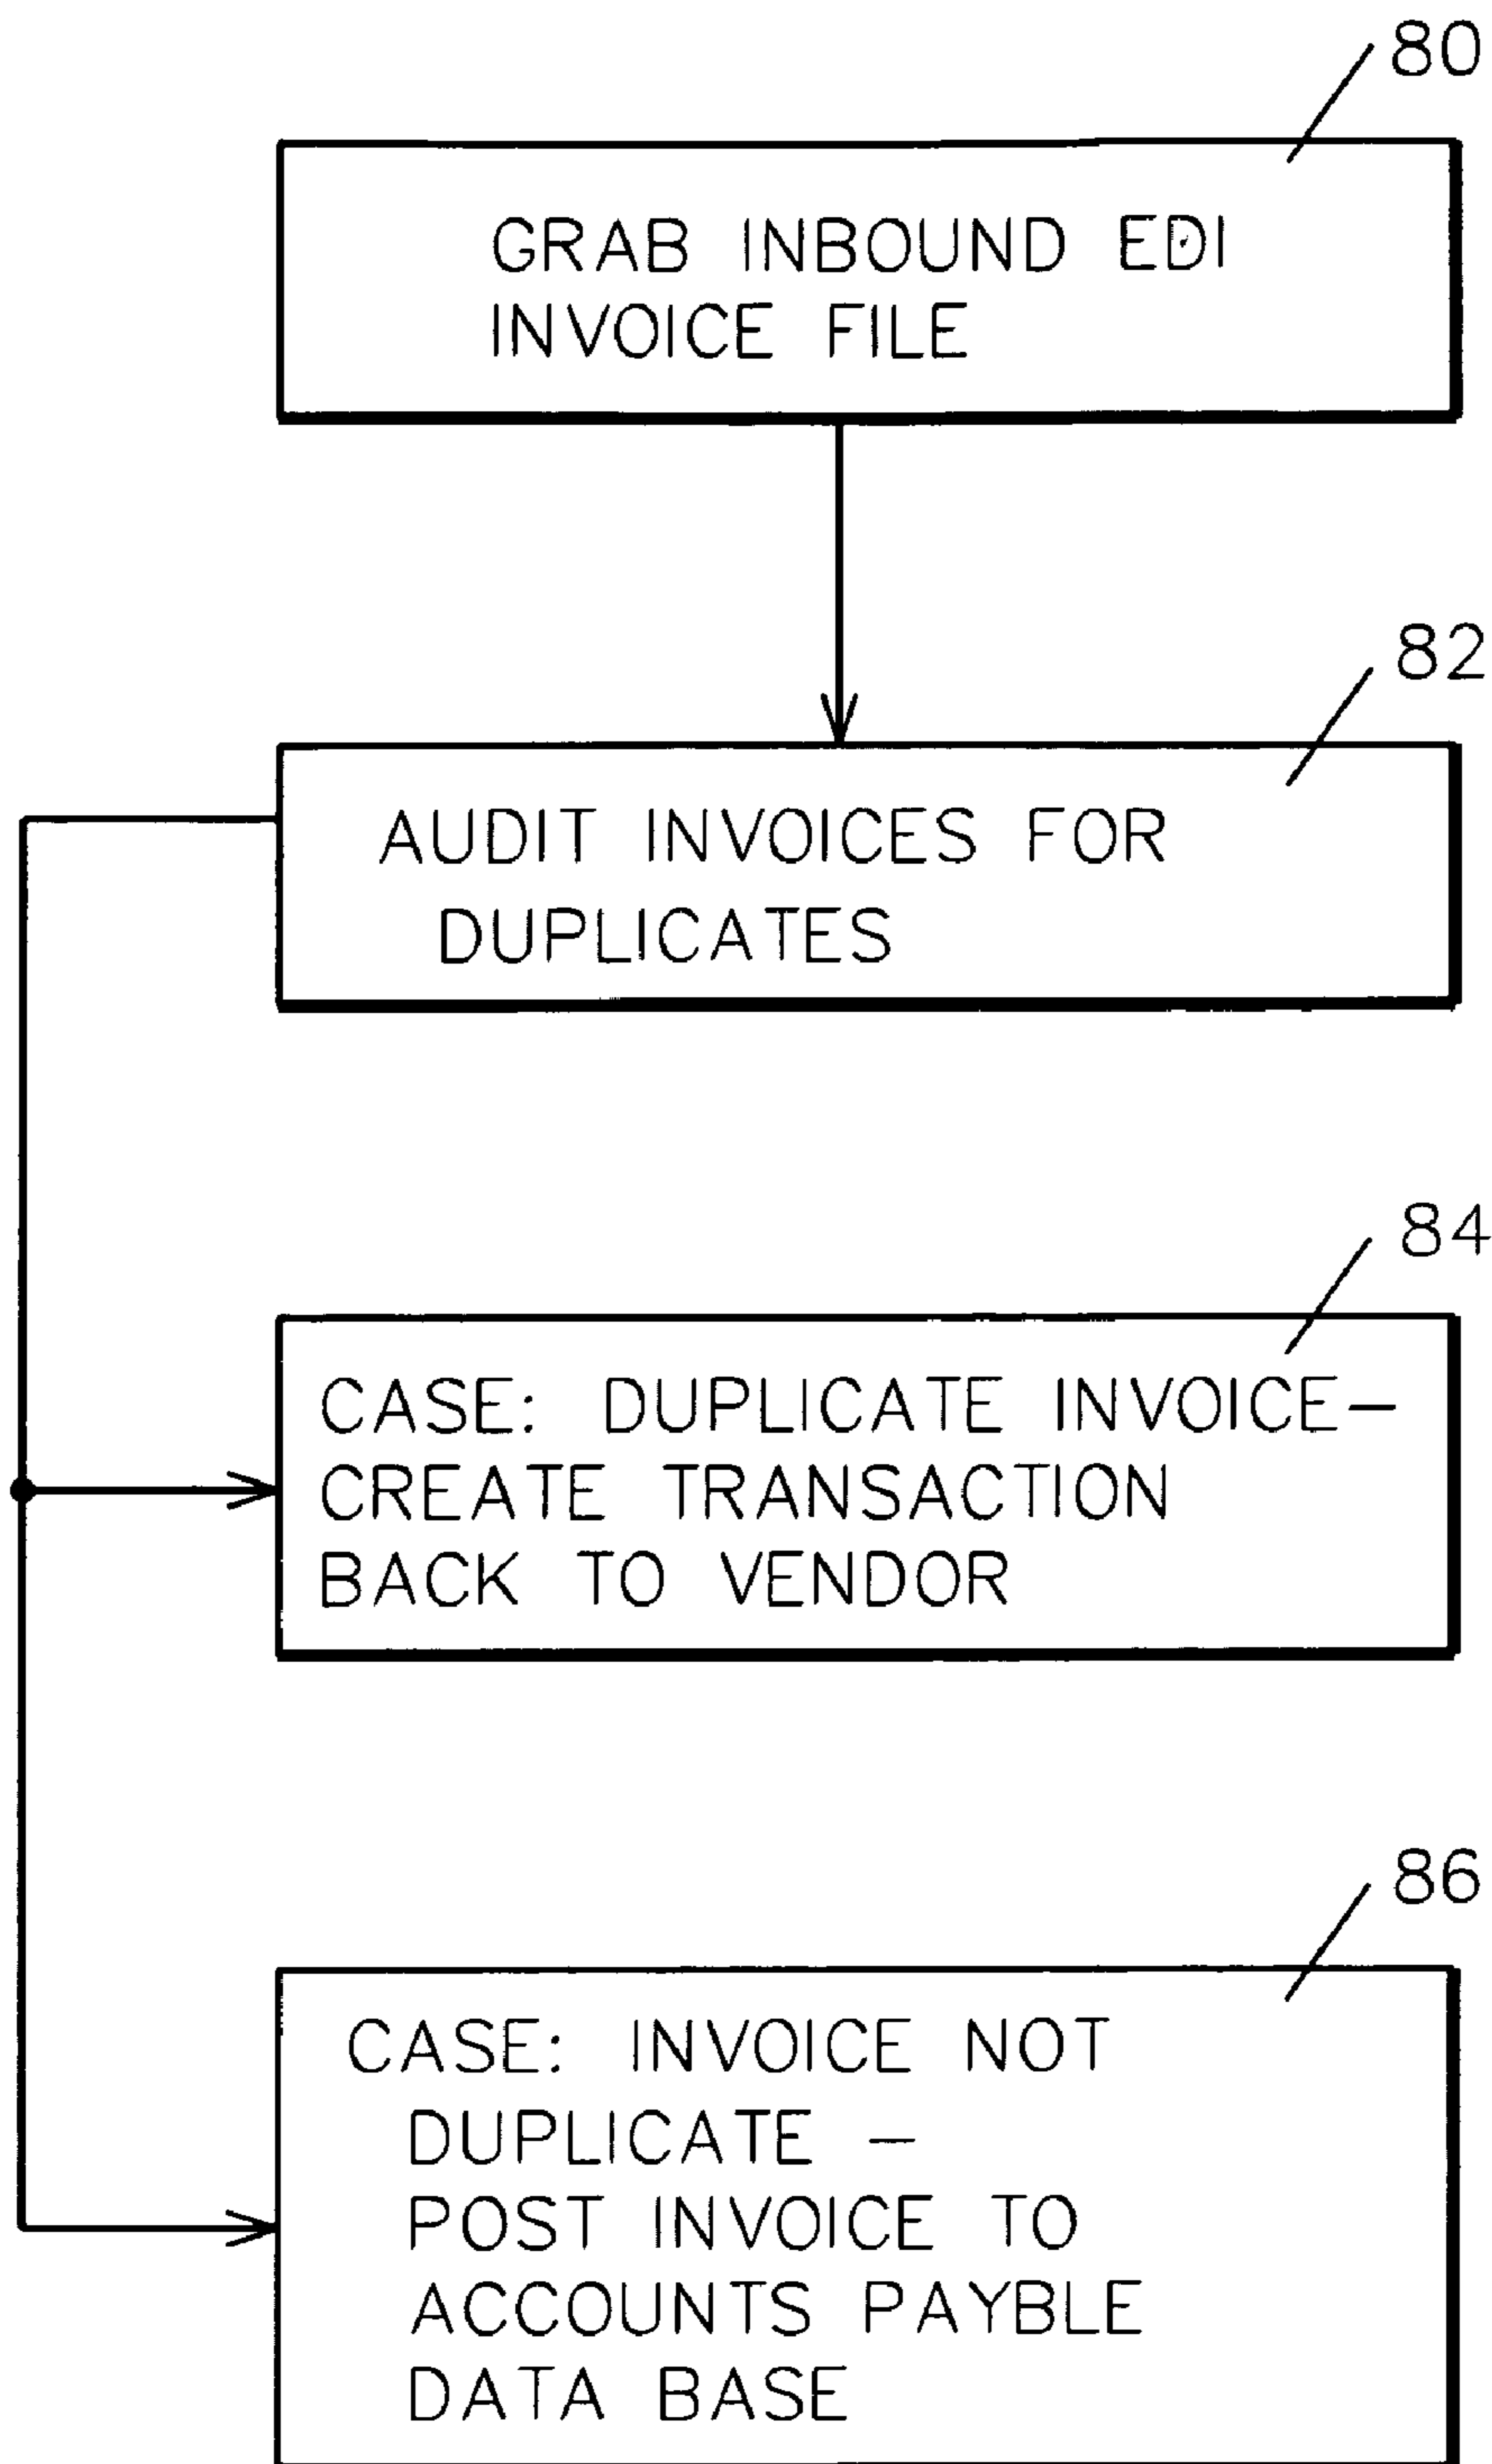 80
GRAB INBOUND EDI
INVOICE FILE
82
AUDIT INVOICES FOR
DUPLICATES
84
CASE: DUPLICATE INVOICE—
CREATE TRANSACTION
BACK TO VENDOR
86
CASE: INVOICE NOT
DUPLICATE —
POST INVOICE TO
ACCOUNTS PAYBLE
DATA BASE